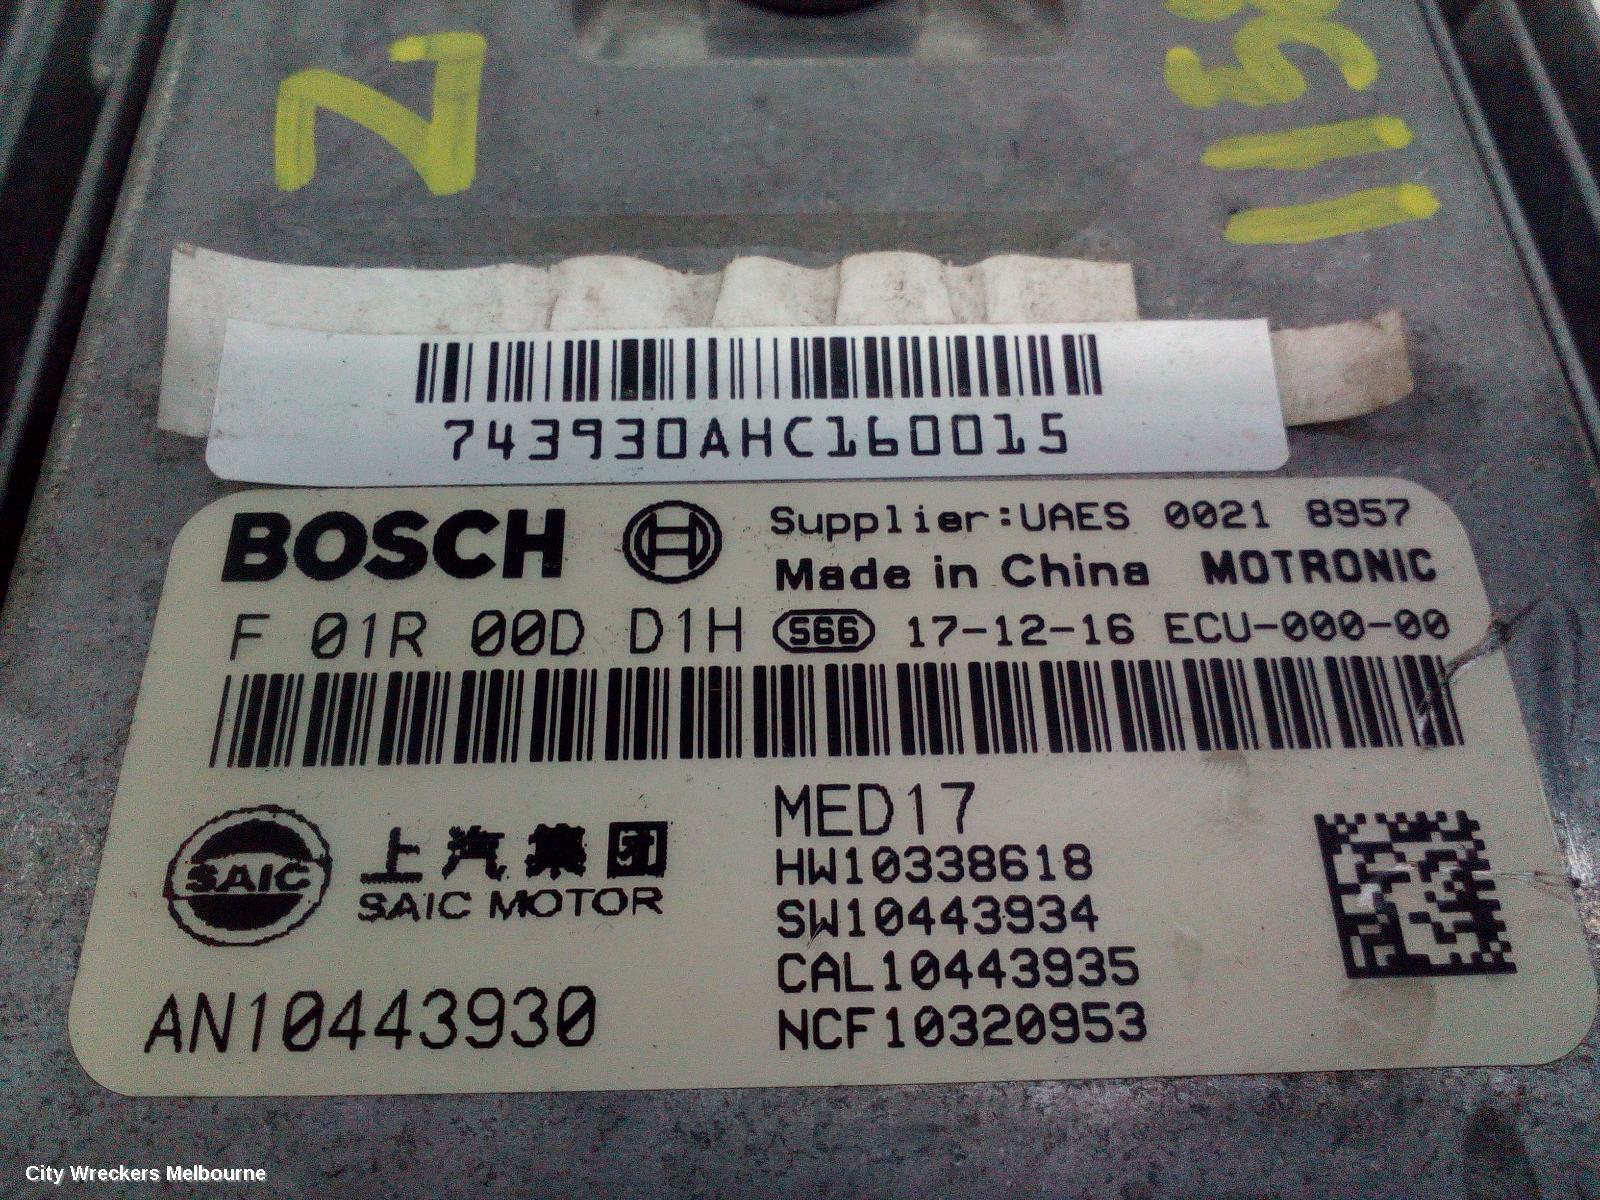 N
743930AHC160015
BOSCH
Supplier:UAES 0021 8957
Made in China MOTRONIC
F 01R 00D D1H S66 17-12-16 ECU-000-00
SAIC
上汽集团
SAIC MOTOR
AN10443930
MED17
HW10338618
SW10443934
CAL10443935
NCF10320953
City Wreckers Melbourne